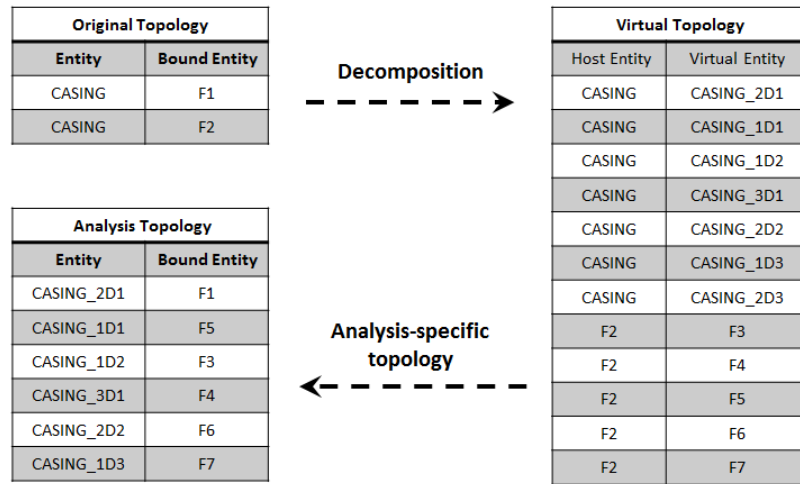 Original Topology
Entity Bound Entity
CASING F1
CASING F2
Decomposition
Virtual Topology
Host Entity Virtual Entity
CASING CASING_2D1
CASING CASING_1D1
CASING CASING_1D2
CASING CASING_3D1
CASING CASING_2D2
CASING CASING_1D3
CASING CASING_2D3
F2 F3
F2 F4
F2 F5
F2 F6
F2 F7
Analysis-specific
topology
Analysis Topology
Entity Bound Entity
CASING_2D1 F1
CASING_1D1 F5
CASING_1D2 F3
CASING_3D1 F4
CASING_2D2 F6
CASING_1D3 F7